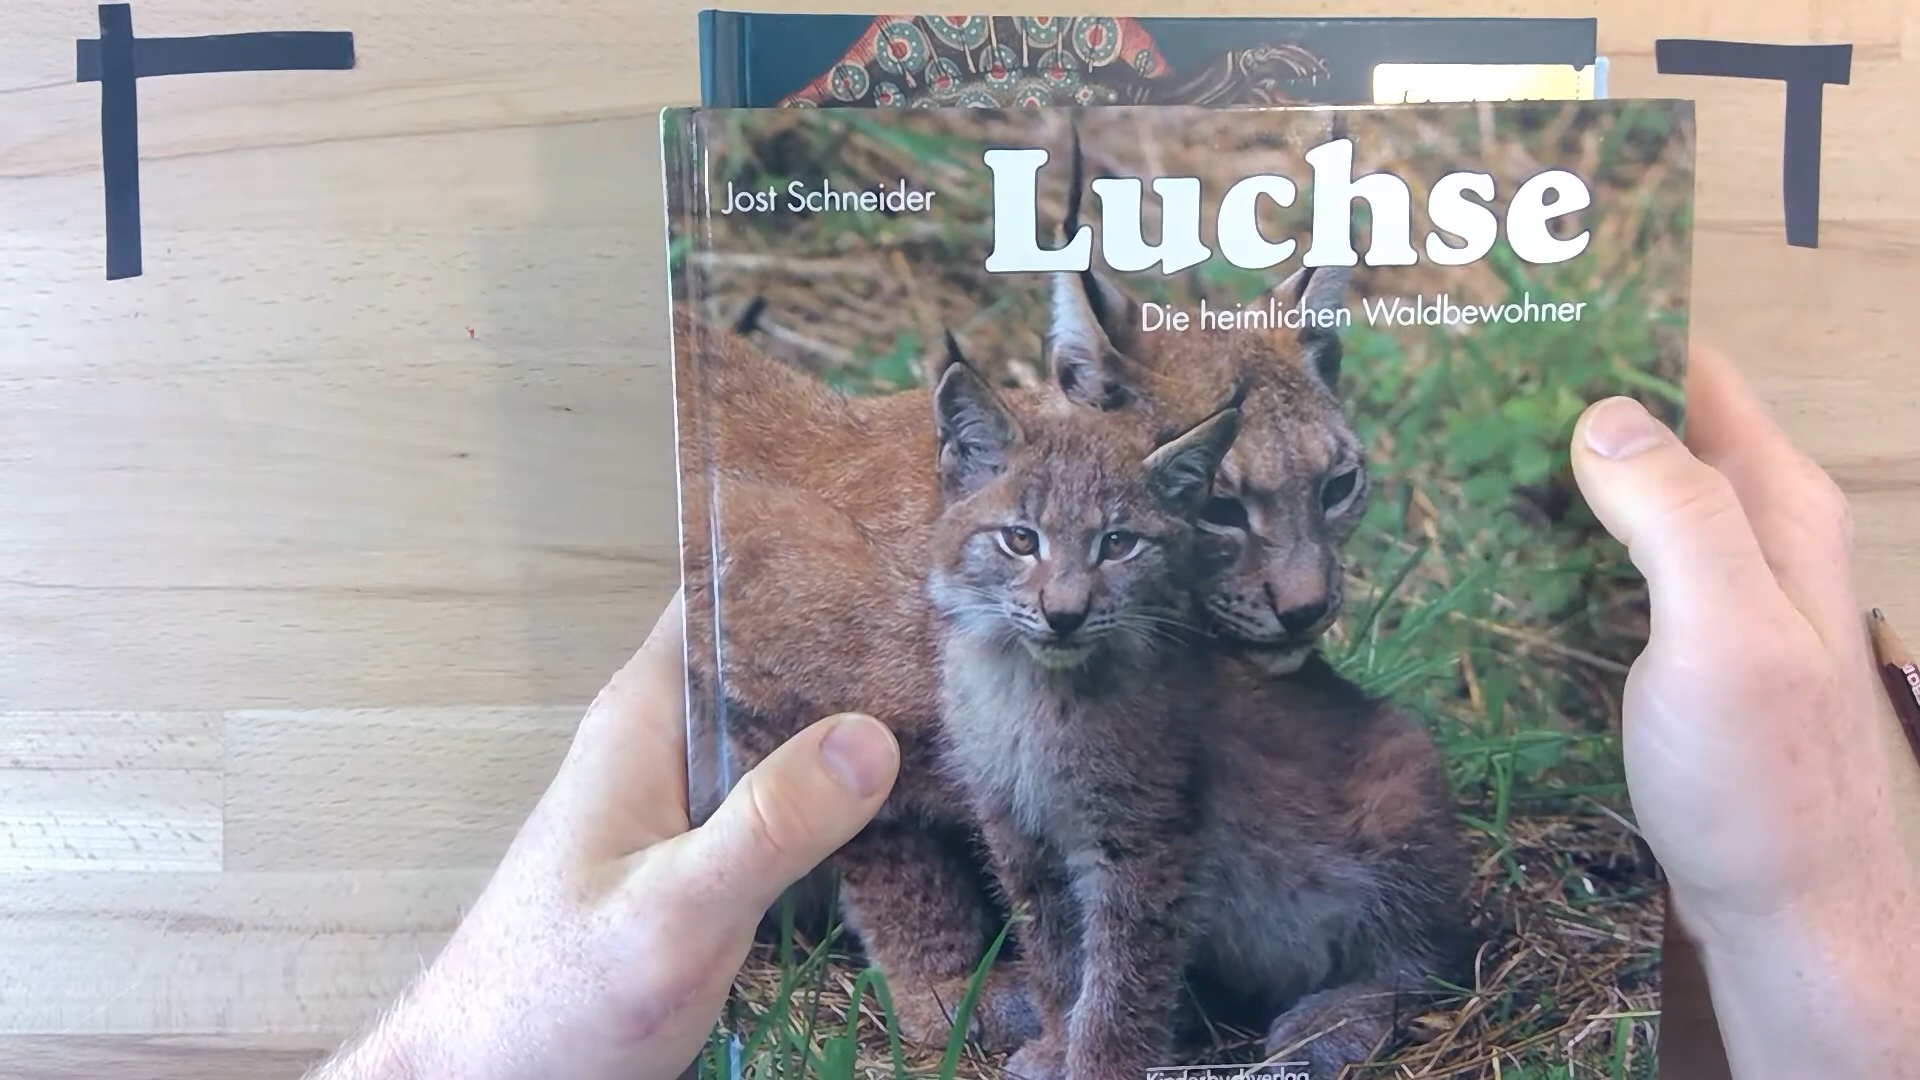 Jost Schneider
Luchse
Die heimlichen Waldbewohner
Kinderbuchverlag